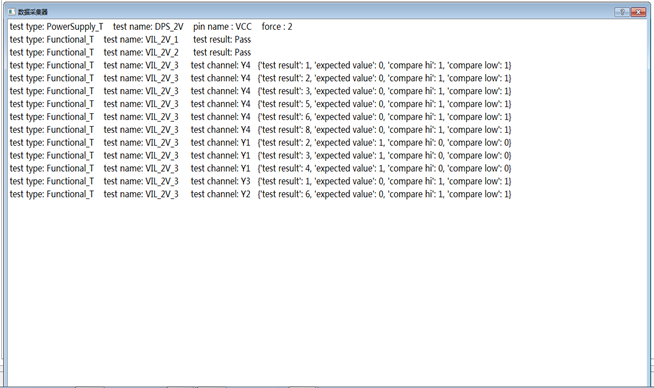 数据采集器
test type: PowerSupply_T test name: DPS_2V pin name : VCC force : 2
test type: Functional_T test name: VIL_2V_1 test result: Pass
test type: Functional_T test name: VIL_2V_2 test result: Pass
test type: Functional_T test name: VIL_2V_3 test channel: Y4 {'test result': 1, 'expected value': 0, 'compare hi': 1, 'compare low': 1}
test type: Functional_T test name: VIL_2V_3 test channel: Y4 {'test result': 2, 'expected value': 0, 'compare hi': 1, 'compare low': 1}
test type: Functional_T test name: VIL_2V_3 test channel: Y4 {'test result': 3, 'expected value': 0, 'compare hi': 1, 'compare low': 1}
test type: Functional_T test name: VIL_2V_3 test channel: Y4 {'test result': 5, 'expected value': 0, 'compare hi': 1, 'compare low': 1}
test type: Functional_T test name: VIL_2V_3 test channel: Y4 {'test result': 6, 'expected value': 0, 'compare hi': 1, 'compare low': 1}
test type: Functional_T test name: VIL_2V_3 test channel: Y4 {'test result': 8, 'expected value': 0, 'compare hi': 1, 'compare low': 1}
test type: Functional_T test name: VIL_2V_3 test channel: Y1 {'test result': 2, 'expected value': 1, 'compare hi': 0, 'compare low': 0}
test type: Functional_T test name: VIL_2V_3 test channel: Y1 {'test result': 3, 'expected value': 1, 'compare hi': 0, 'compare low': 0}
test type: Functional_T test name: VIL_2V_3 test channel: Y1 {'test result': 4, 'expected value': 1, 'compare hi': 0, 'compare low': 0}
test type: Functional_T test name: VIL_2V_3 test channel: Y3 {'test result': 1, 'expected value': 0, 'compare hi': 1, 'compare low': 1}
test type: Functional_T test name: VIL_2V_3 test channel: Y2 {'test result': 6, 'expected value': 0, 'compare hi': 1, 'compare low': 1}